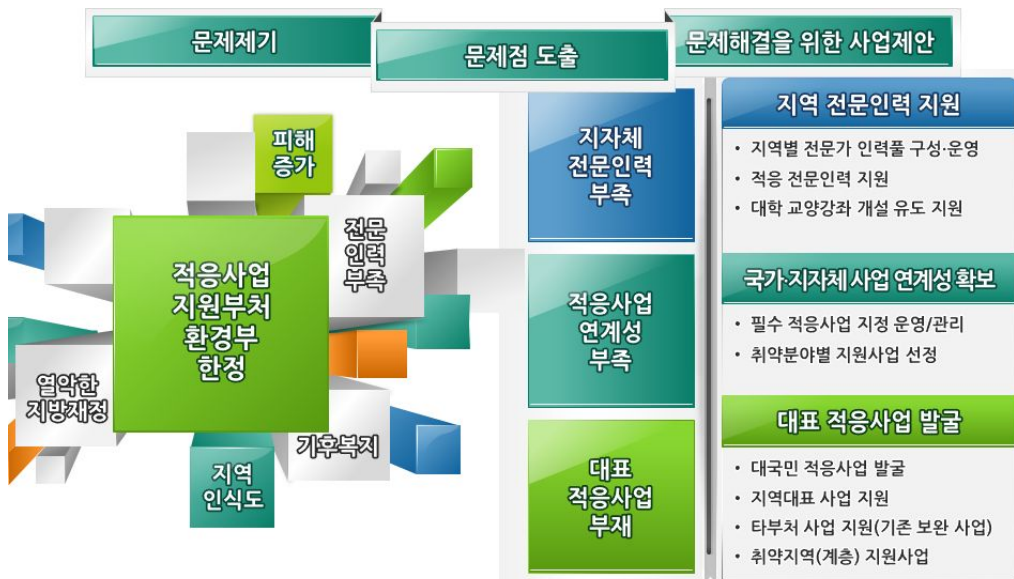 문제제기
문제점 도출
문제해결을 위한 사업제안
피해
증가
전문
인력
부족
적응사업
지원부처
환경부
한정
열악한
지방재정
기후복지
지역
인식도
지자체
전문인력
부족
적응사업
연계성
부족
대표
적응사업
부재
지역 전문인력 지원
• 지역별 전문가 인력풀 구성·운영
• 적응 전문인력 지원
• 대학 교양강좌 개설 유도 지원
국가·지자체 사업 연계성 확보
• 필수 적응사업 지정 운영/관리
• 취약분야별 지원사업 선정
대표 적응사업 발굴
• 대국민 적응사업 발굴
• 지역대표 사업 지원
• 타부처 사업 지원(기존 보완 사업)
• 취약지역(계층) 지원사업